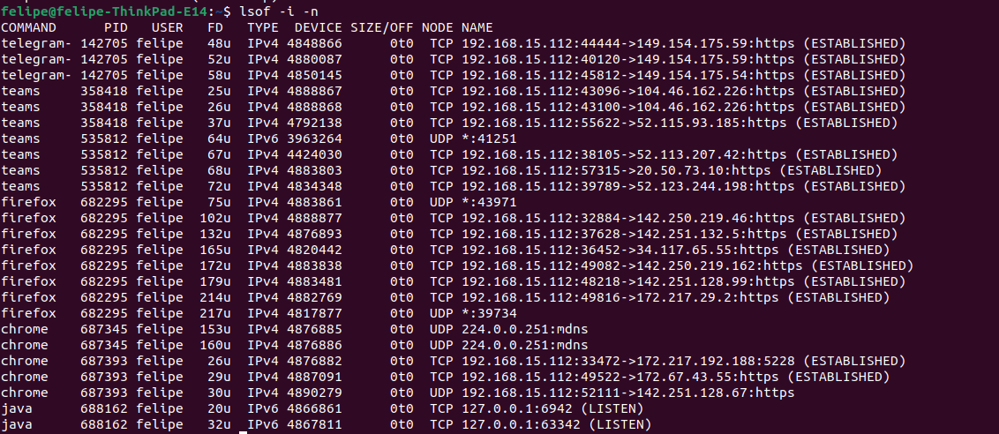 felipe@felipe-ThinkPad-E14:~$ lsof -i -n
COMMAND PID USER FD TYPE DEVICE SIZE/OFF NODE NAME
telegram- 142705 felipe 48u IPv4 4848866 0t0 TCP 192.168.15.112:44444->149.154.175.59:https (ESTABLISHED)
telegram- 142705 felipe 52u IPv4 4880087 0t0 TCP 192.168.15.112:40120->149.154.175.59:https (ESTABLISHED)
telegram- 142705 felipe 58u IPv4 4850145 0t0 TCP 192.168.15.112:45812->149.154.175.54:https (ESTABLISHED)
teams 358418 felipe 25u IPv4 4888867 0t0 TCP 192.168.15.112:43096->104.46.162.226:https (ESTABLISHED)
teams 358418 felipe 26u IPv4 4888868 0t0 TCP 192.168.15.112:43100->104.46.162.226:https (ESTABLISHED)
teams 358418 felipe 37u IPv4 4792138 0t0 TCP 192.168.15.112:55622->52.115.93.185:https (ESTABLISHED)
teams 535812 felipe 64u IPv6 3963264 0t0 UDP *:41251
teams 535812 felipe 67u IPv4 4424030 0t0 TCP 192.168.15.112:38105->52.113.207.42:https (ESTABLISHED)
teams 535812 felipe 68u IPv4 4883803 0t0 TCP 192.168.15.112:57315->20.50.73.10:https (ESTABLISHED)
teams 535812 felipe 72u IPv4 4834348 0t0 TCP 192.168.15.112:39789->52.123.244.198:https (ESTABLISHED)
firefox 682295 felipe 75u IPv4 4883861 0t0 UDP *:43971
firefox 682295 felipe 102u IPv4 4888877 0t0 TCP 192.168.15.112:32884->142.250.219.46:https (ESTABLISHED)
firefox 682295 felipe 132u IPv4 4876893 0t0 TCP 192.168.15.112:37628->142.251.132.5:https (ESTABLISHED)
firefox 682295 felipe 165u IPv4 4820442 0t0 TCP 192.168.15.112:36452->34.117.65.55:https (ESTABLISHED)
firefox 682295 felipe 172u IPv4 4883838 0t0 TCP 192.168.15.112:49082->142.250.219.162:https (ESTABLISHED)
firefox 682295 felipe 179u IPv4 4883481 0t0 TCP 192.168.15.112:48218->142.251.128.99:https (ESTABLISHED)
firefox 682295 felipe 214u IPv4 4882769 0t0 TCP 192.168.15.112:49816->172.217.29.2:https (ESTABLISHED)
firefox 682295 felipe 217u IPv4 4817877 0t0 UDP *:39734
chrome 687345 felipe 153u IPv4 4876885 0t0 UDP 224.0.0.251:mdns
chrome 687345 felipe 160u IPv4 4876886 0t0 UDP 224.0.0.251:mdns
chrome 687393 felipe 26u IPv4 4876882 0t0 TCP 192.168.15.112:33472->172.217.192.188:5228 (ESTABLISHED)
chrome 687393 felipe 29u IPv4 4887091 0t0 TCP 192.168.15.112:49522->172.67.43.55:https (ESTABLISHED)
chrome 687393 felipe 30u IPv4 4890279 0t0 UDP 192.168.15.112:52111->142.251.128.67:https
java 688162 felipe 20u IPv6 4866861 0t0 TCP 127.0.0.1:6942 (LISTEN)
java 688162 felipe 32u IPv6 4867811 0t0 TCP 127.0.0.1:63342 (LISTEN)